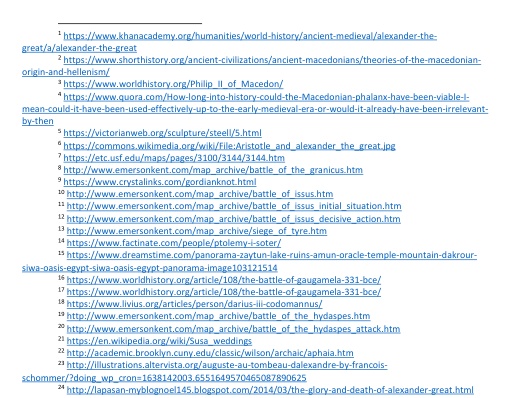 1 https://www.khanacademy.org/humanities/world-history/ancient-medieval/alexander-the-
great/a/alexander-the-great
2 https://www.shorthistory.org/ancient-civilizations/ancient-macedonians/theories-of-the-macedonian-
origin-and-hellenism/
3 https://www.worldhistory.org/Philip_II_of_Macedon/
4 https://www.quora.com/How-long-into-history-could-the-Macedonian-phalanx-have-been-viable-I-
mean-could-it-have-been-used-effectively-up-to-the-early-medieval-era-or-would-it-already-have-been-irrelevant-
by-then
5 https://victorianweb.org/sculpture/steell/5.html
6 https://commons.wikimedia.org/wiki/File:Aristotle_and_alexander_the_great.jpg
7 https://etc.usf.edu/maps/pages/3100/3144/3144.htm
8 http://www.emersonkent.com/map_archive/battle_of_the_granicus.htm
9 https://www.crystalinks.com/gordianknot.html
10 http://www.emersonkent.com/map_archive/battle_of_issus.htm
11 http://www.emersonkent.com/map_archive/battle_of_issus_initial_situation.htm
12 http://www.emersonkent.com/map_archive/battle_of_issus_decisive_action.htm
13 http://www.emersonkent.com/map_archive/siege_of_tyre.htm
14 https://www.factinate.com/people/ptolemy-i-soter/
15 https://www.dreamstime.com/panorama-zaytun-lake-ruins-amun-oracle-temple-mountain-dakrour-
siwa-oasis-egypt-siwa-oasis-egypt-panorama-image103121514
16 https://www.worldhistory.org/article/108/the-battle-of-gaugamela-331-bce/
17 https://www.worldhistory.org/article/108/the-battle-of-gaugamela-331-bce/
18 https://www.livius.org/articles/person/darius-iii-codomannus/
19 http://www.emersonkent.com/map_archive/battle_of_the_hydaspes.htm
20 http://www.emersonkent.com/map_archive/battle_of_the_hydaspes_attack.htm
21 https://en.wikipedia.org/wiki/Susa_weddings
22 http://academic.brooklyn.cuny.edu/classic/wilson/archaic/aphaia.htm
23 http://illustrations.altervista.org/auguste-au-tombeau-dalexandre-by-francois-
schommer/?doing_wp_cron=1638142003.6551649570465087890625
24 http://lapasan-myblognoel145.blogspot.com/2014/03/the-glory-and-death-of-alexander-great.html